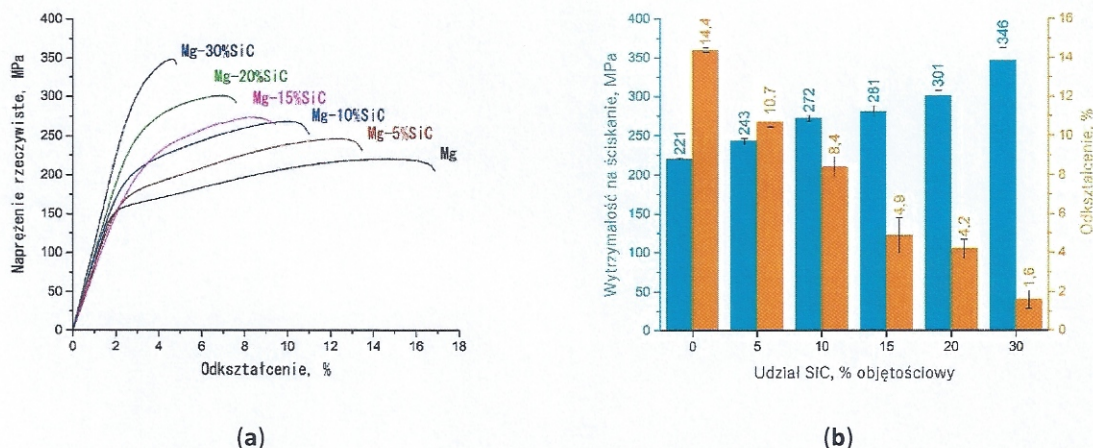 Naprężenie rzeczywiste, MPa
400
350
300
250
200
150
100
50
0
Mg-30%SiC
Mg-20%SiC
Mg-15%SiC
Mg-10%SiC
Mg-5%SiC
Mg
0 2 4 6 8 10 12 14 16 18
Odkształcenie, %
(a)
Wytrzymałość na ściskanie, MPa
400
350
300
250
200
150
100
50
0
221
14,4
243
10,7
272
8,4
281
4,9
301
4,2
346
1,6
16
14
12
10
8
6
4
2
0
Odkształcenie, %
0 5 10 15 20 30
Udział SiC, % objętościowy
(b)